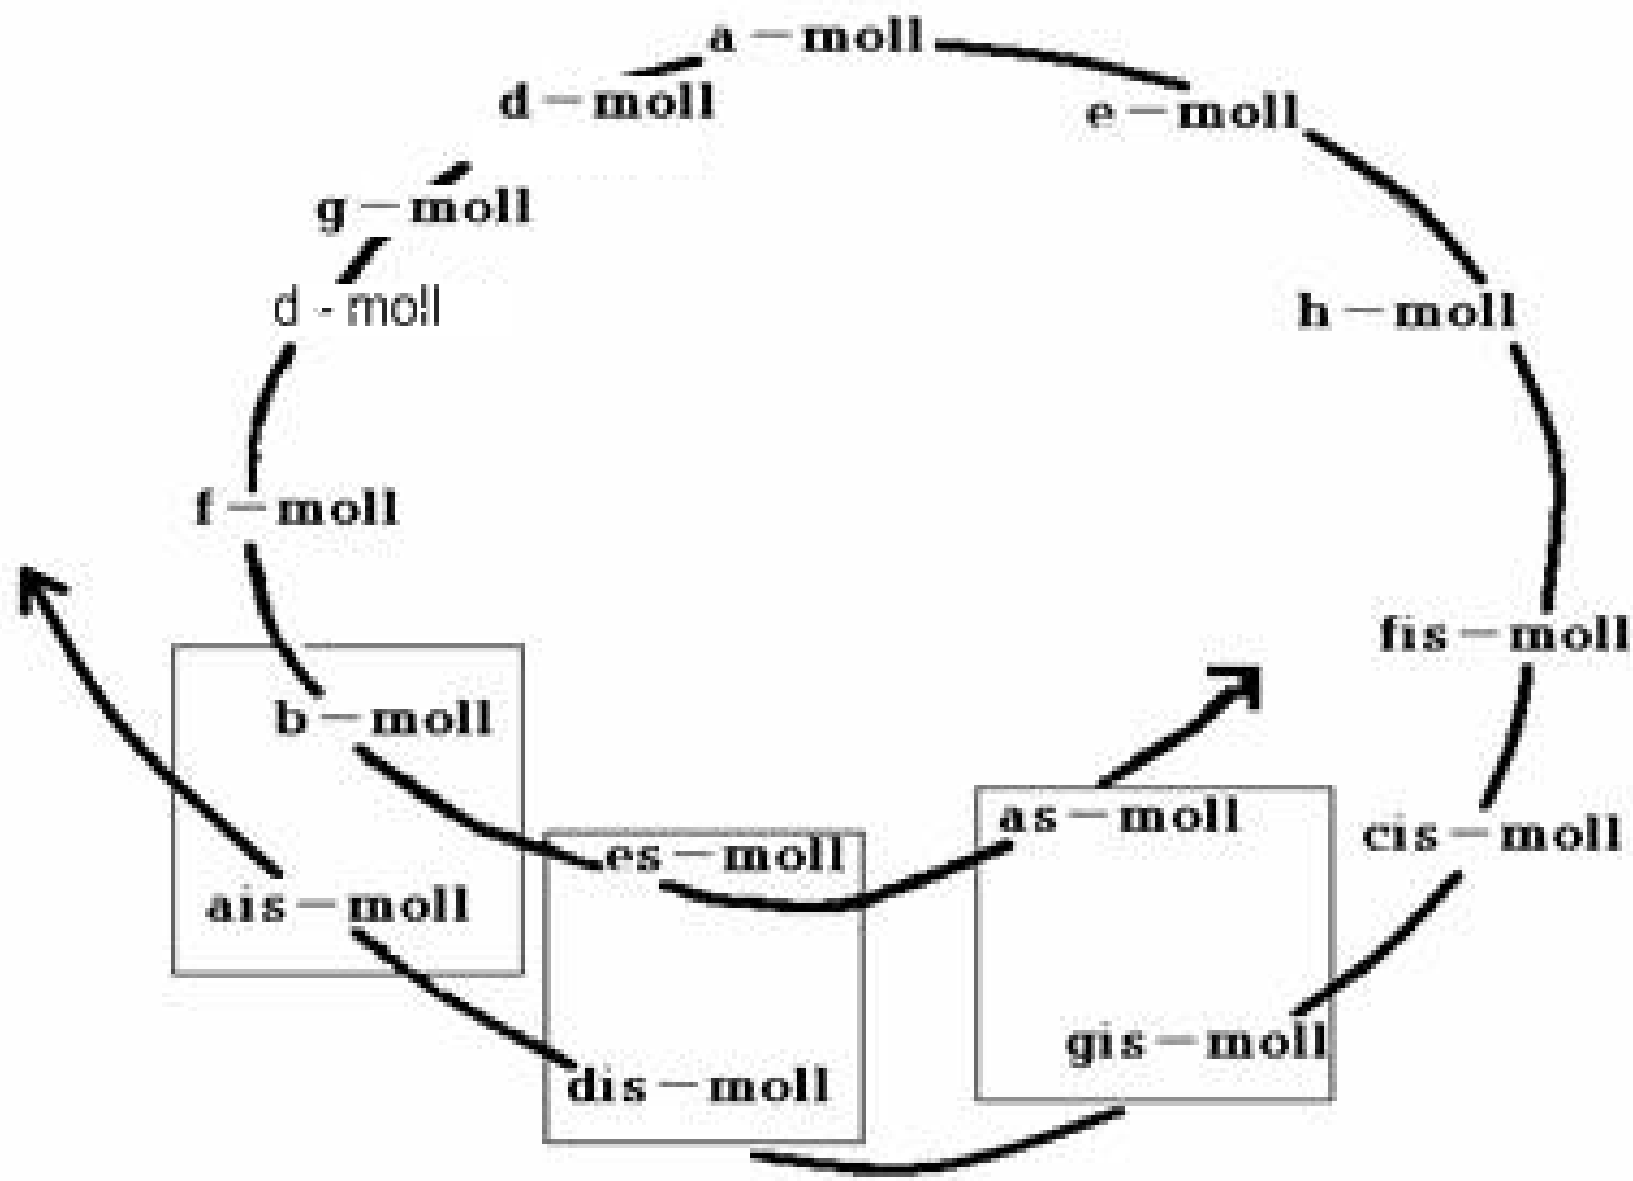 a – moll
d – moll
e – moll
g – moll
d - moll
h – moll
f – moll
fis – moll
b – moll
as – moll
cis – moll
es – moll
ais – moll
gis – moll
dis – moll